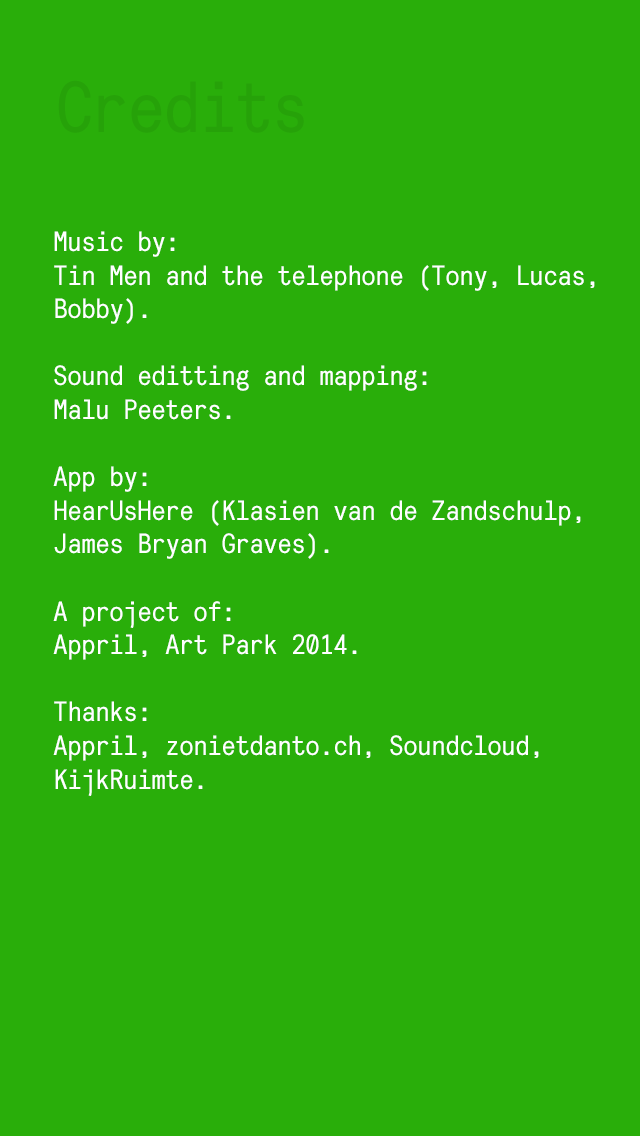 Credits
Music by:
Tin Men and the telephone (Tony, Lucas,
Bobby).
Sound editting and mapping:
Malu Peeters.
App by:
HearUsHere (Klasien van de Zandschulp,
James Bryan Graves).
A project of:
Appril, Art Park 2014.
Thanks:
Appril, zonietdanto.ch, Soundcloud,
KijkRuimte.